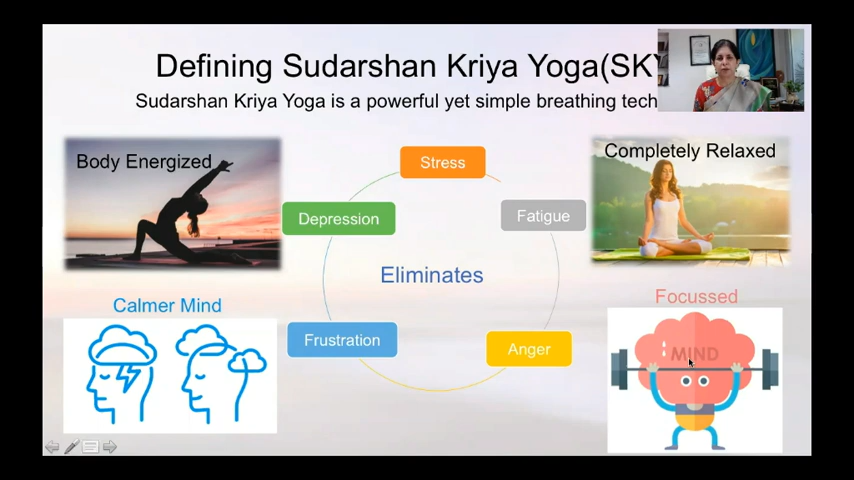 Defining Sudarshan Kriya Yoga(SKY
Sudarshan Kriya Yoga is a powerful yet simple breathing tech
Body Energized
Stress
Completely Relaxed
Depression
Fatigue
Eliminates
Calmer Mind
Focussed
Frustration
Anger
MIND